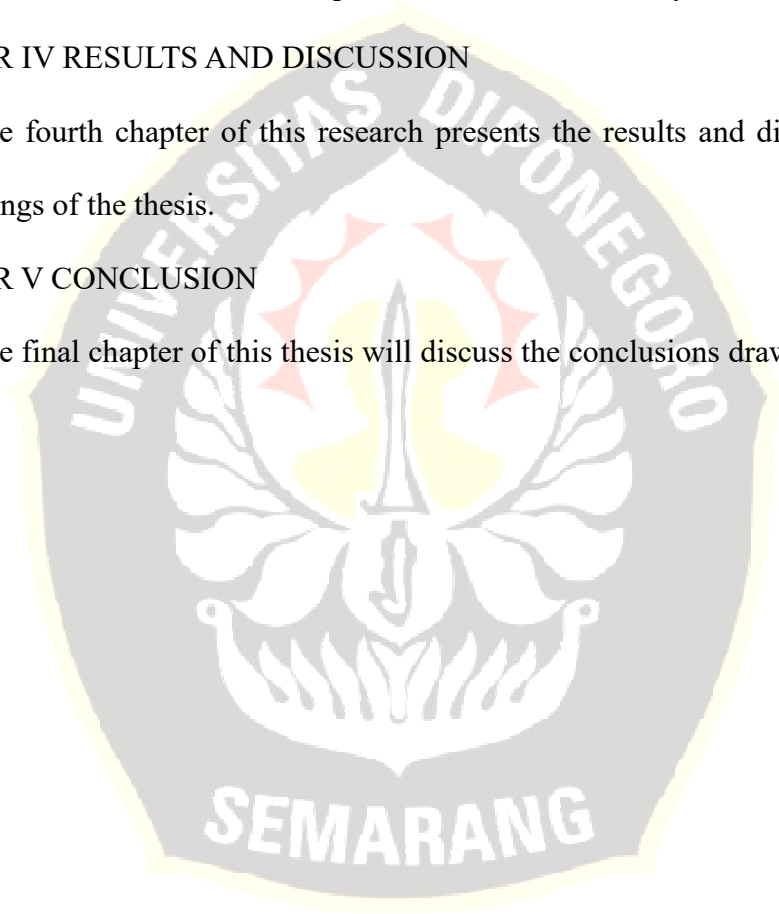 R IV RESULTS AND DISCUSSION
e fourth chapter of this research presents the results and di
ngs of the thesis.
R V CONCLUSION
e final chapter of this thesis will discuss the conclusions draw
UNIVERSITAS DIPONEGORO
SEMARANG